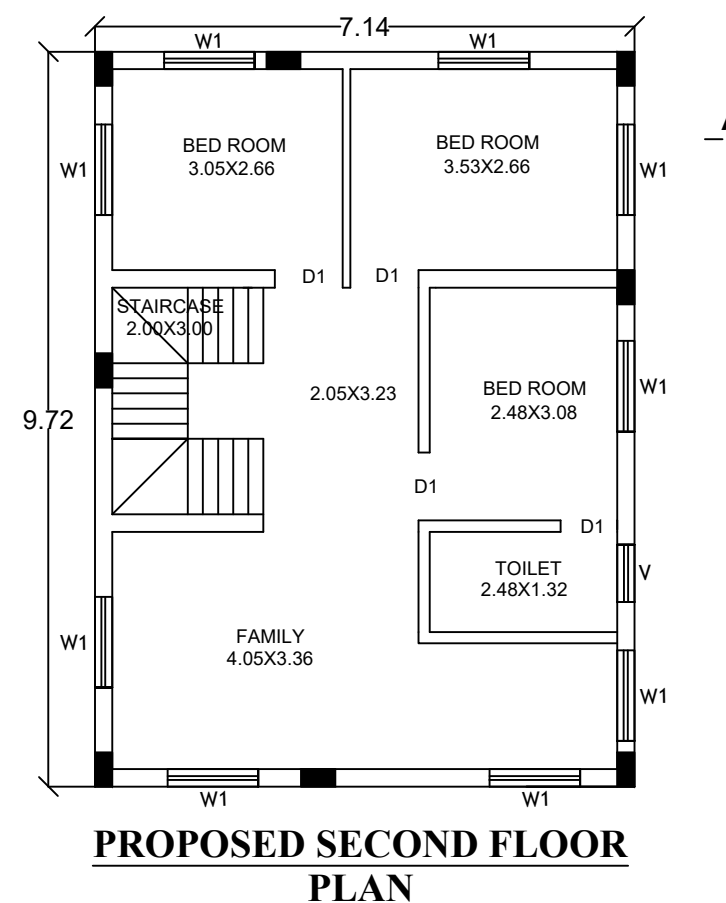 7.14
W1
W1
BED ROOM
3.05X2.66
BED ROOM
3.53X2.66
W1
W1
D1
D1
STAIRCASE
2.00X3.00
2.05X3.23
BED ROOM
2.48X3.08
W1
9.72
D1
D1
TOILET
2.48X1.32
V
FAMILY
4.05X3.36
W1
W1
W1
W1
PROPOSED SECOND FLOOR
PLAN